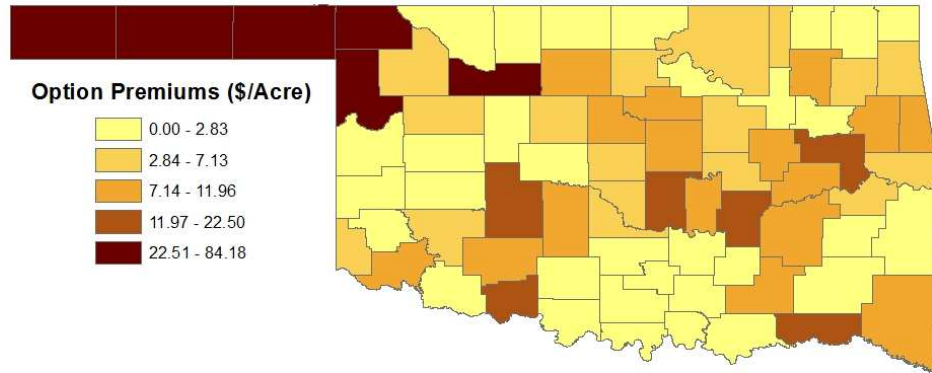 Option Premiums ($/Acre)
0.00 - 2.83
2.84 - 7.13
7.14 - 11.96
11.97 - 22.50
22.51 - 84.18